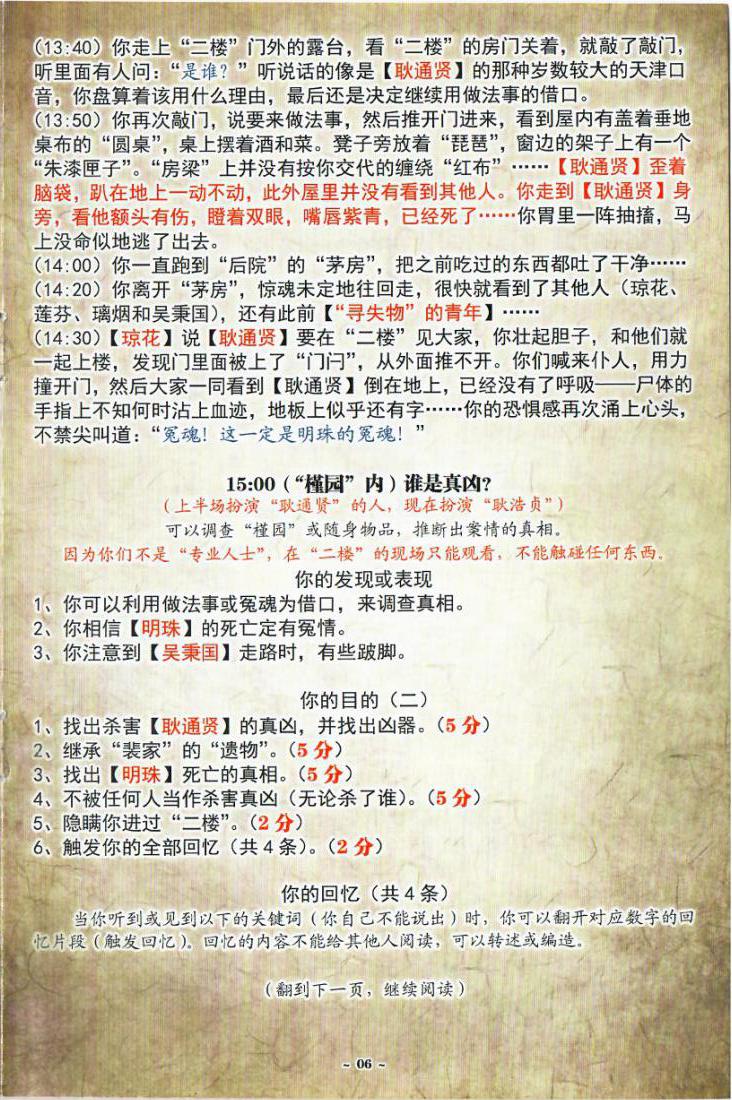 (13:40)你走上“二楼”门外的露台，看“二楼”的房门关着，就敲了敲门，
听里面有人问：“是谁？”听说话的像是【耿通贤】的那种岁数较大的天津口
音，你盘算着该用什么理由，最后还是决定继续用做法事的借口。
(13:50)你再次敲门，说要来做法事，然后推开门进来，看到屋内有盖着垂地
桌布的“圆桌”，桌上摆着酒和菜。凳子旁放着“琵琶”，窗边的架子上有一个
“朱漆匣子”。“房梁”上并没有按你交代的缠绕“红布”……【耿通贤】歪着
脑袋，趴在地上一动不动，此外屋里并没有看到其他人。你走到【耿通贤】身
旁，看他额头有伤，瞪着双眼，嘴唇紫青，已经死了……你胃里一阵抽搐，马
上没命似地逃了出去。
(14:00)你一直跑到“后院”的“茅房”，把之前吃过的东西都吐了干净……
(14:20)你离开“茅房”，惊魂未定地往回走，很快就看到了其他人（琼花、
莲芬、璃烟和吴秉国），还有此前【“寻失物”的青年】……
(14:30)【琼花】说【耿通贤】要在“二楼”见大家，你壮起胆子，和他们就
一起上楼，发现门里面被上了“门闩”，从外面推不开。你们喊来仆人，用力
撞开门，然后大家一同看到【耿通贤】倒在地上，已经没有了呼吸——尸体的
手指上不知何时沾上血迹，地板上似乎还有字……你的恐惧感再次涌上心头，
不禁尖叫道：“冤魂！这一定是明珠的冤魂！”
15:00（“槿园”内）谁是真凶？
（上半场扮演“耿通贤”的人，现在扮演“耿浩贞”）
可以调查“槿园”或随身物品，推断出案情的真相。
因为你们不是“专业人士”，在“二楼”的现场只能观看，不能触碰任何东西。
你的发现或表现
1、你可以利用做法事或冤魂为借口，来调查真相。
2、你相信【明珠】的死亡定有冤情。
3、你注意到【吴秉国】走路时，有些跛脚。
你的目的（二）
1、找出杀害【耿通贤】的真凶，并找出凶器。（5 分）
2、继承“裴家”的“遗物”。（5 分）
3、找出【明珠】死亡的真相。（5 分）
4、不被任何人当作杀害真凶（无论杀了谁）。（5 分）
5、隐瞒你进过“二楼”。（2 分）
6、触发你的全部回忆（共 4 条）。（2 分）
你的回忆（共 4 条）
当你听到或见到以下的关键词（你自己不能说出）时，你可以翻开对应数字的回
忆片段（触发回忆）。回忆的内容不能给其他人阅读，可以转述或编造。
（翻到下一页，继续阅读）
~ 06 ~